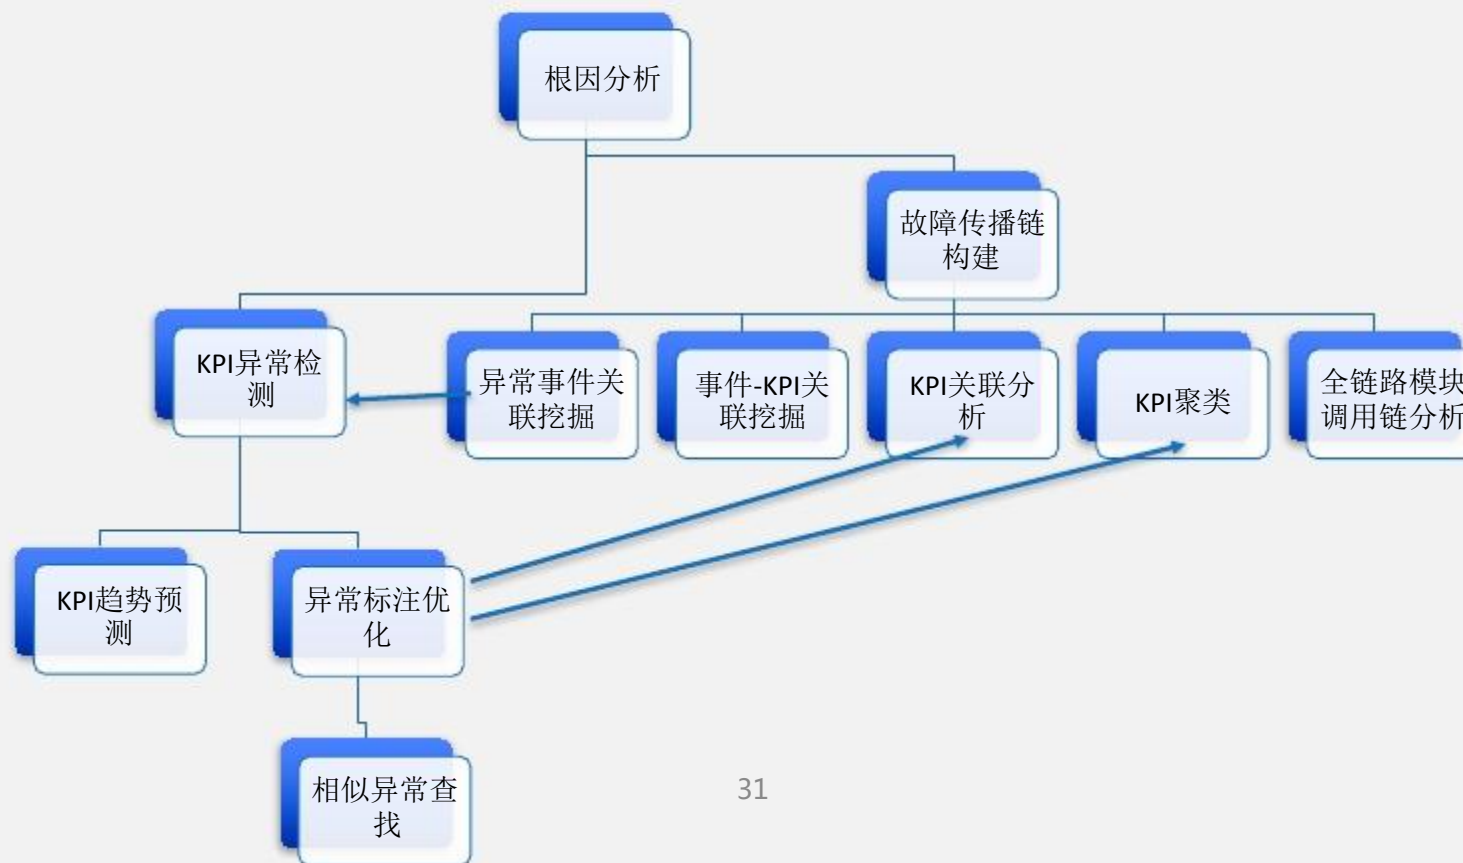 根因分析
故障传播链
构建
KPI异常检
测
异常事件关
联挖掘
事件-KPI关
联挖掘
KPI关联分
析
KPI聚类
全链路模块
调用链分析
KPI趋势预
测
异常标注优
化
相似异常查
找
31